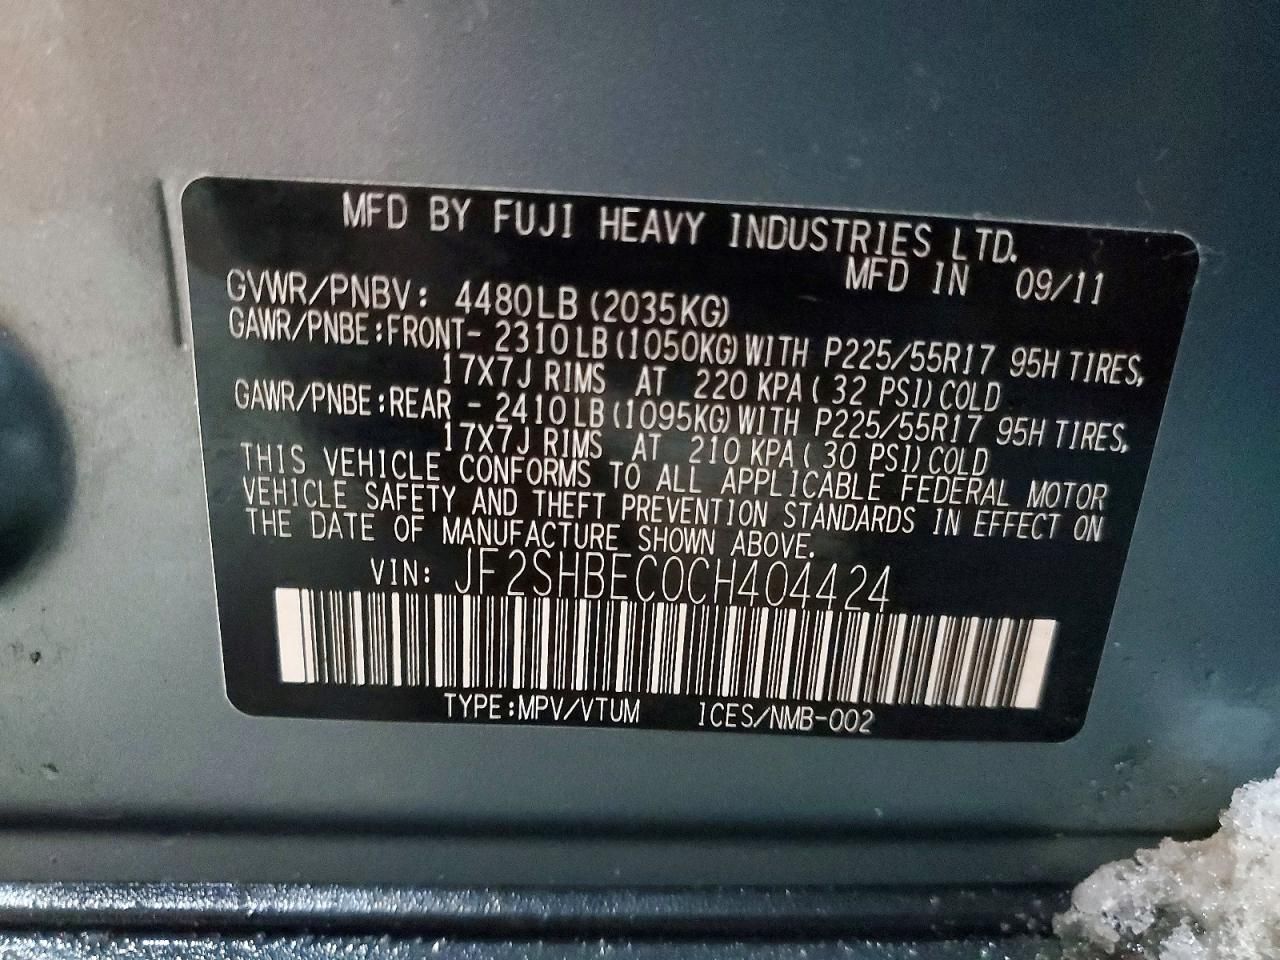 MFD BY FUJI HEAVY INDUSTRIES LTD.
MFD IN 09/11
GVWR/PNBV: 4480LB (2035KG)
GAWR/PNBE:FRONT- 2310LB(1050KG)WITH P225/55R17 95H TIRES,
17X7J RIMS AT 220 KPA( 32 PSI)COLD
GAWR/PNBE:REAR - 2410LB(1095KG)WITH P225/55R17 95H TIRES,
17X7J RIMS AT 210 KPA( 30 PSI)COLD
THIS VEHICLE CONFORMS TO ALL APPLICABLE FEDERAL MOTOR
VEHICLE SAFETY AND THEFT PREVENTION STANDARDS IN EFFECT ON
THE DATE OF MANUFACTURE SHOWN ABOVE.
VIN: JF2SHBEC0CH404424
TYPE:MPV/VTUM ICES/NMB-002